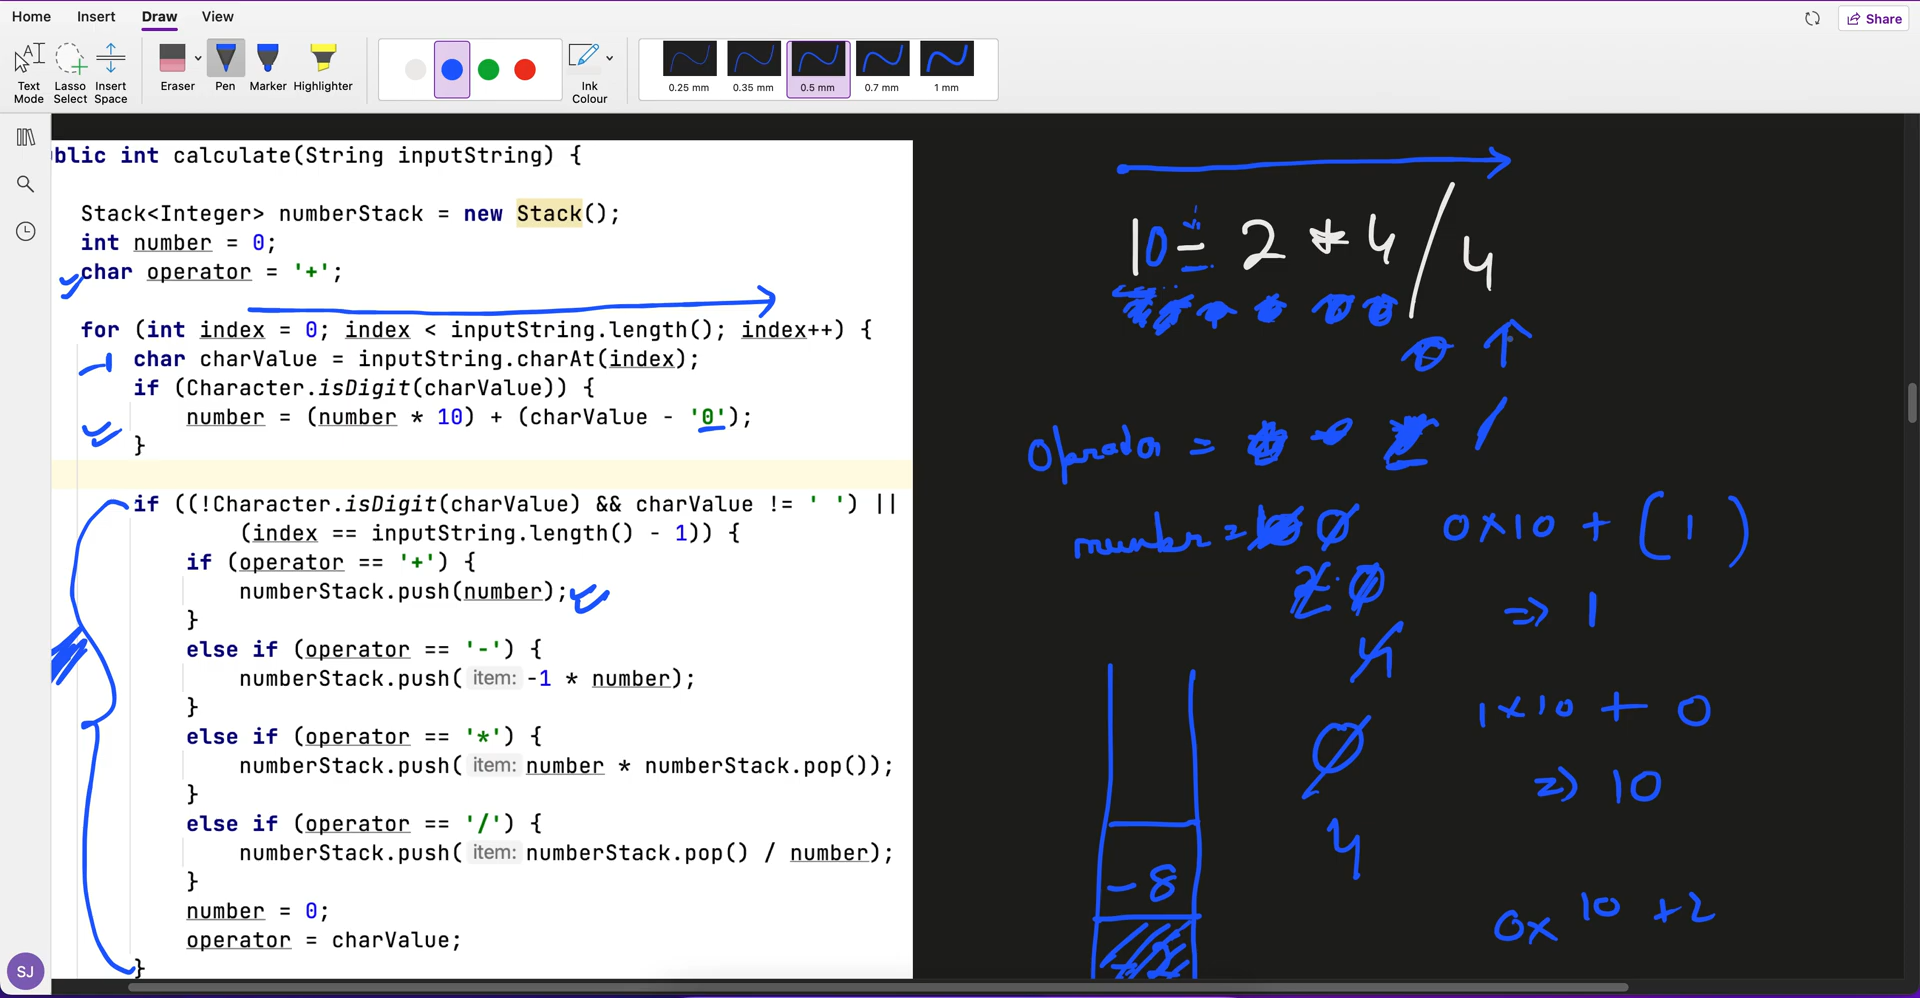 Home Insert Draw View
Share
Text Mode
Lasso Select
Insert Space
Eraser
Pen
Marker
Highlighter
Ink Colour
0.25 mm
0.35 mm
0.5 mm
0.7 mm
1 mm
blic int calculate(String inputString) {
Stack<Integer> numberStack = new Stack();
int number = 0;
char operator = '+';
for (int index = 0; index < inputString.length(); index++) {
char charValue = inputString.charAt(index);
if (Character.isDigit(charValue)) {
number = (number * 10) + (charValue - '0');
}
if ((!Character.isDigit(charValue) && charValue != ' ') ||
(index == inputString.length() - 1)) {
if (operator == '+') {
numberStack.push(number);
}
else if (operator == '-') {
numberStack.push( item: -1 * number);
}
else if (operator == '*') {
numberStack.push( item: number * numberStack.pop());
}
else if (operator == '/') {
numberStack.push( item: numberStack.pop() / number);
}
number = 0;
operator = charValue;
}
SJ
10 - 2 * 4 / 4
Operator = /
number = 0
2 0
4
0
4
0x10 + (1)
=> 1
1x10 + 0
=> 10
0x10 +2
-8